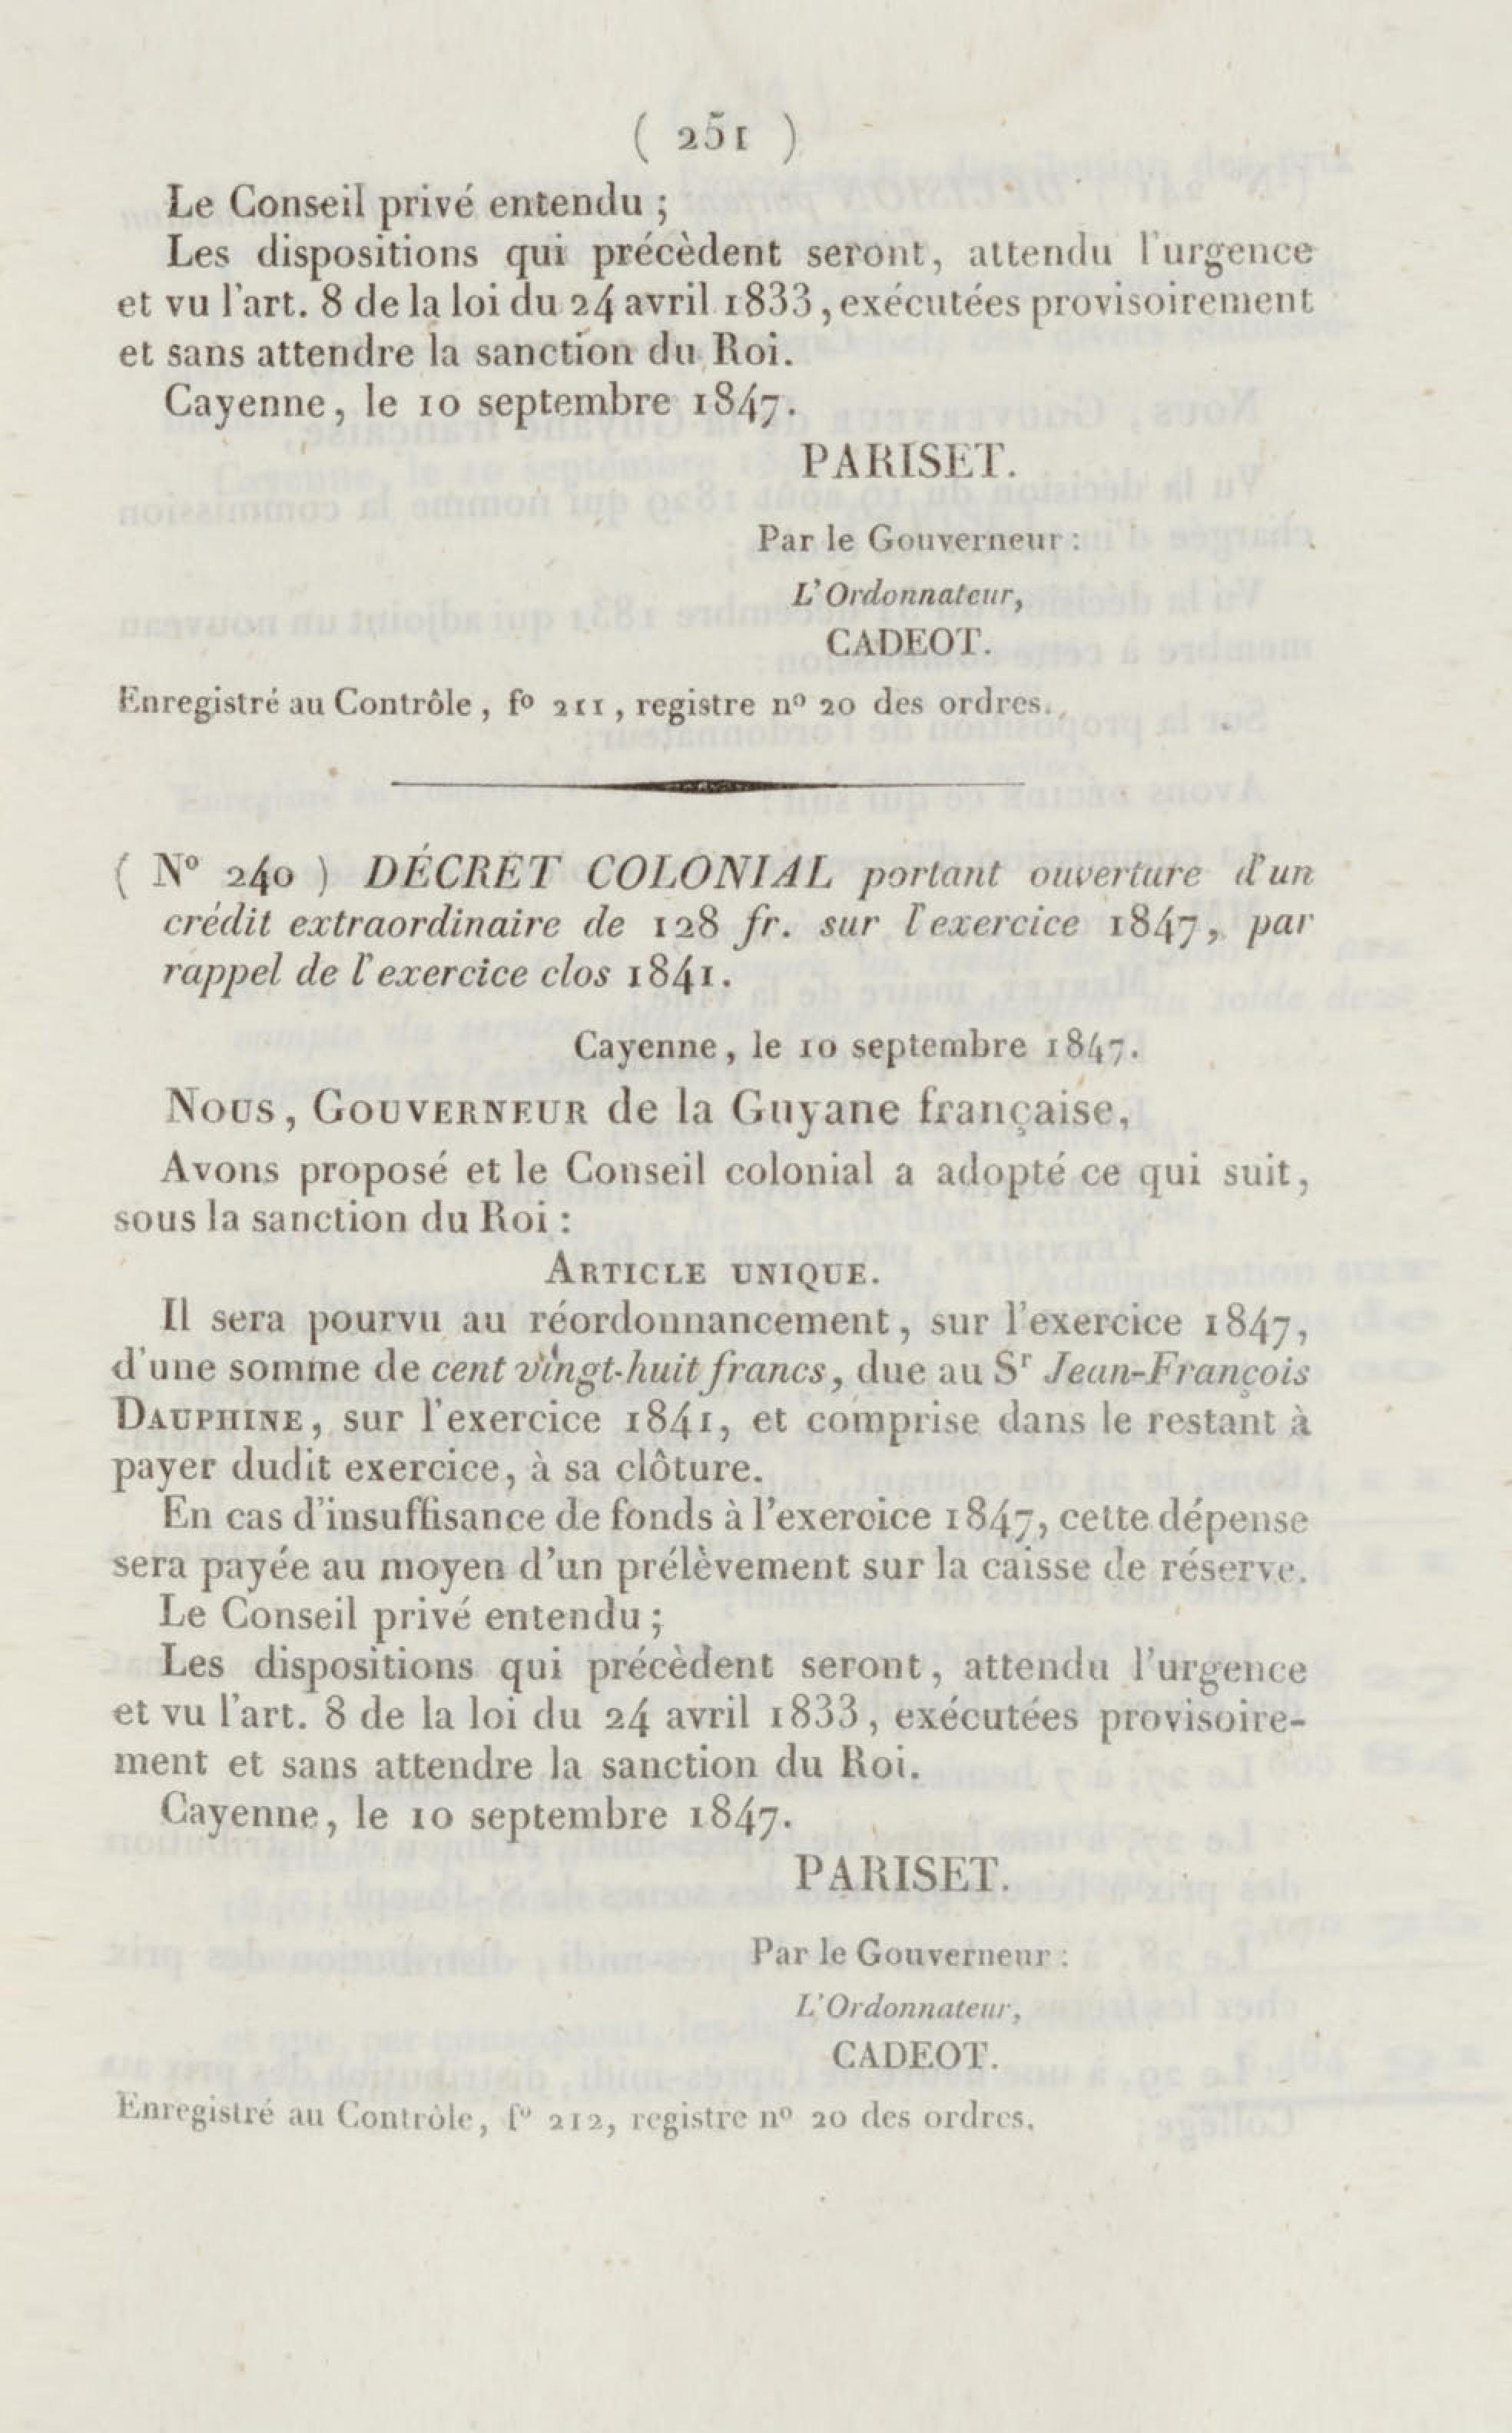 ( 251 )
Le Conseil privé entendu ;
Les dispositions qui précèdent seront, attendu l'urgence
et vu l'art. 8 de la loi du 24 avril 1833, exécutées provisoirement
et sans attendre la sanction du Roi.
Cayenne, le 10 septembre 1847.
PARISET.
Par le Gouverneur :
L'Ordonnateur,
CADEOT.
Enregistré au Contrôle, fo 211, registre no 20 des ordres.
( No 240 ) DÉCRET COLONIAL portant ouverture d'un
crédit extraordinaire de 128 fr. sur l'exercice 1847, par
rappel de l'exercice clos 1841.
Cayenne, le 10 septembre 1847.
Nous, Gouverneur de la Guyane française,
Avons proposé et le Conseil colonial a adopté ce qui suit,
sous la sanction du Roi :
Article unique.
Il sera pourvu au réordonnancement, sur l'exercice 1847,
d'une somme de cent vingt-huit francs, due au Sr Jean-François
Dauphine, sur l'exercice 1841, et comprise dans le restant à
payer dudit exercice, à sa clôture.
En cas d'insuffisance de fonds à l'exercice 1847, cette dépense
sera payée au moyen d'un prélèvement sur la caisse de réserve.
Le Conseil privé entendu ;
Les dispositions qui précèdent seront, attendu l'urgence
et vu l'art. 8 de la loi du 24 avril 1833, exécutées provisoire-
ment et sans attendre la sanction du Roi.
Cayenne, le 10 septembre 1847.
PARISET.
Par le Gouverneur :
L'Ordonnateur,
CADEOT.
Enregistré au Contrôle, fo 212, registre no 20 des ordres.